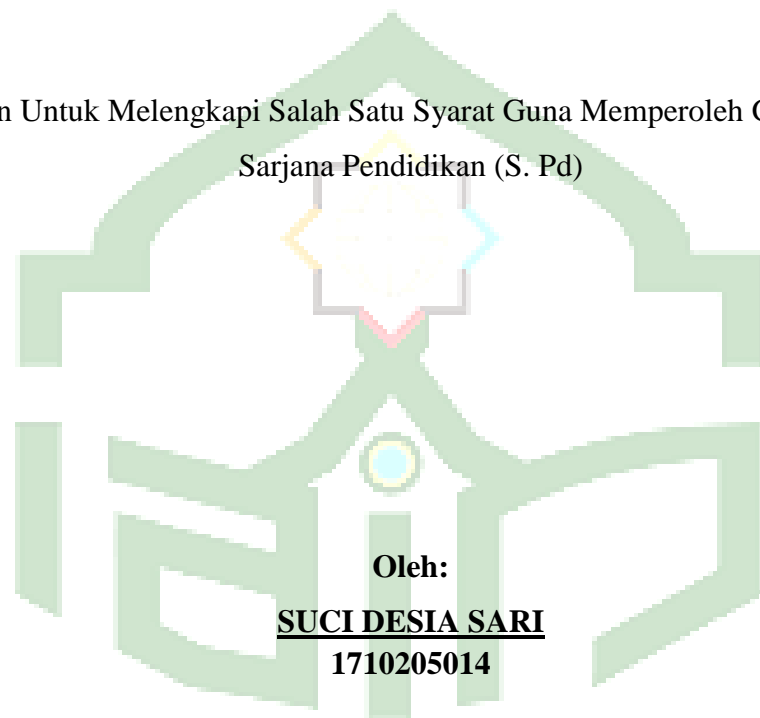 n Untuk Melengkapi Salah Satu Syarat Guna Memperoleh
Sarjana Pendidikan (S. Pd)
Oleh:
SUCI DESIA SARI
1710205014